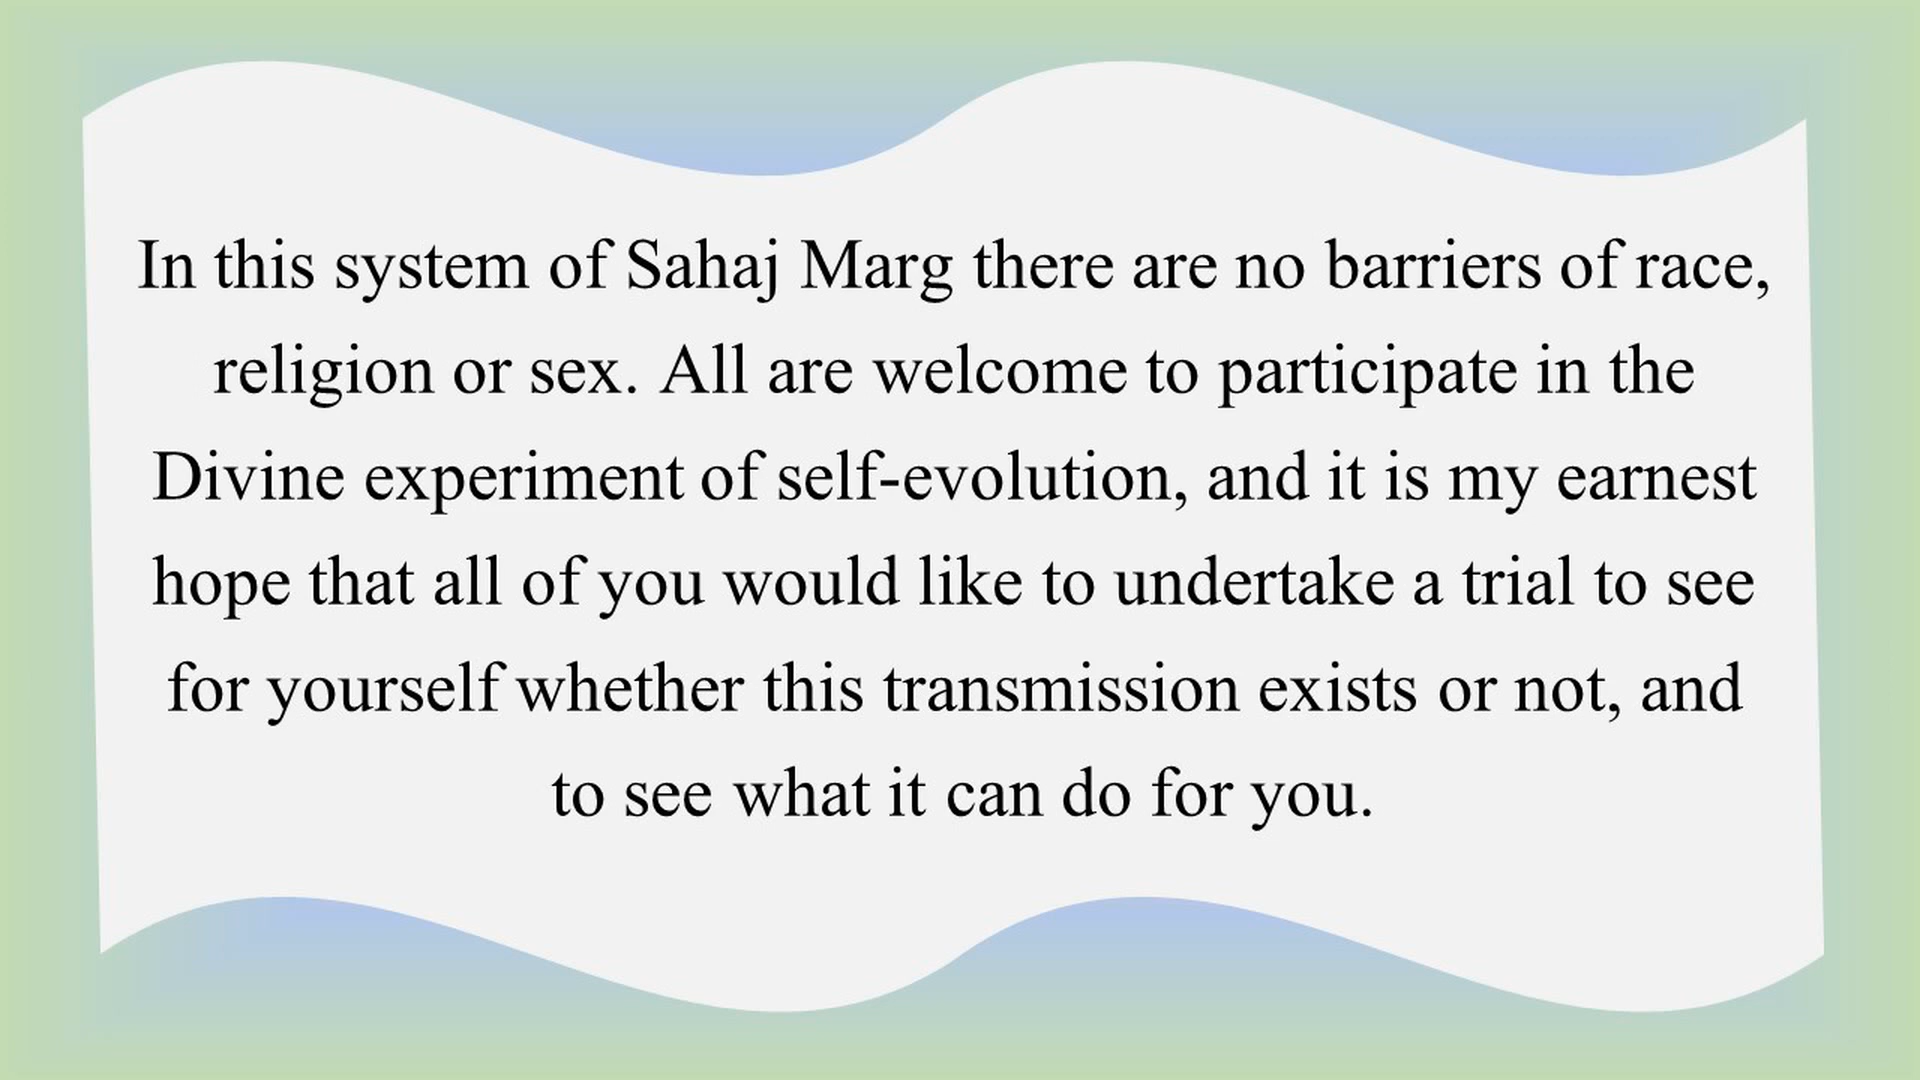 In this system of Sahaj Marg there are no barriers of race,
religion or sex. All are welcome to participate in the
Divine experiment of self-evolution, and it is my earnest
hope that all of you would like to undertake a trial to see
for yourself whether this transmission exists or not, and
to see what it can do for you.